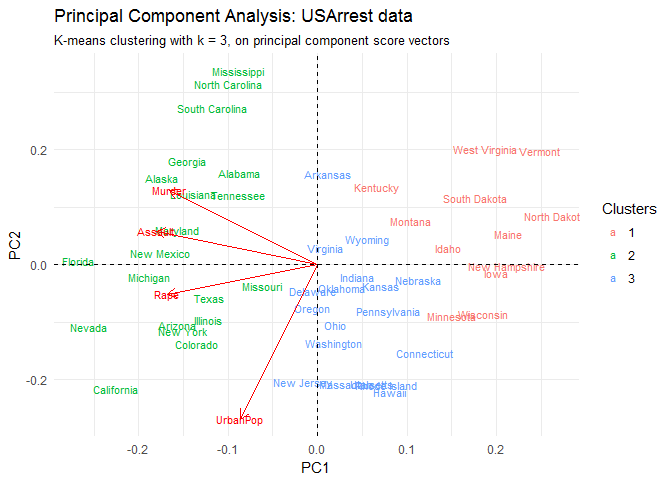 Principal Component Analysis: USArrest data
K-means clustering with k = 3, on principal component score vectors
Mississippi
North Carolina
South Carolina
0.2
West Virginia Vermont
Georgia
Alaska Alabama Arkansas
Murder
Louisiana Tennessee Kentucky
South Dakota
North Dakot
Montana
Assault Maryland
Maine
Wyoming
Virginia
Idaho
New Mexico
Florida
New Hampshire
PC2
0.0
Iowa
Michigan
Indiana
Nebraska
Missouri
Delaware Oklahoma Kansas
Rape
Texas
Oregon
Pennsylvania
Minnesota Wisconsin
Illinois
Nevada
Arizona
Ohio
New York
Colorado
Washington
Connecticut
-0.2
New Jersey
Massachusetts
Rhode Island
California
Hawaii
UrbanPop
-0.2
-0.1
0.0
0.1
0.2
PC1
Clusters
a 1
a 2
a 3